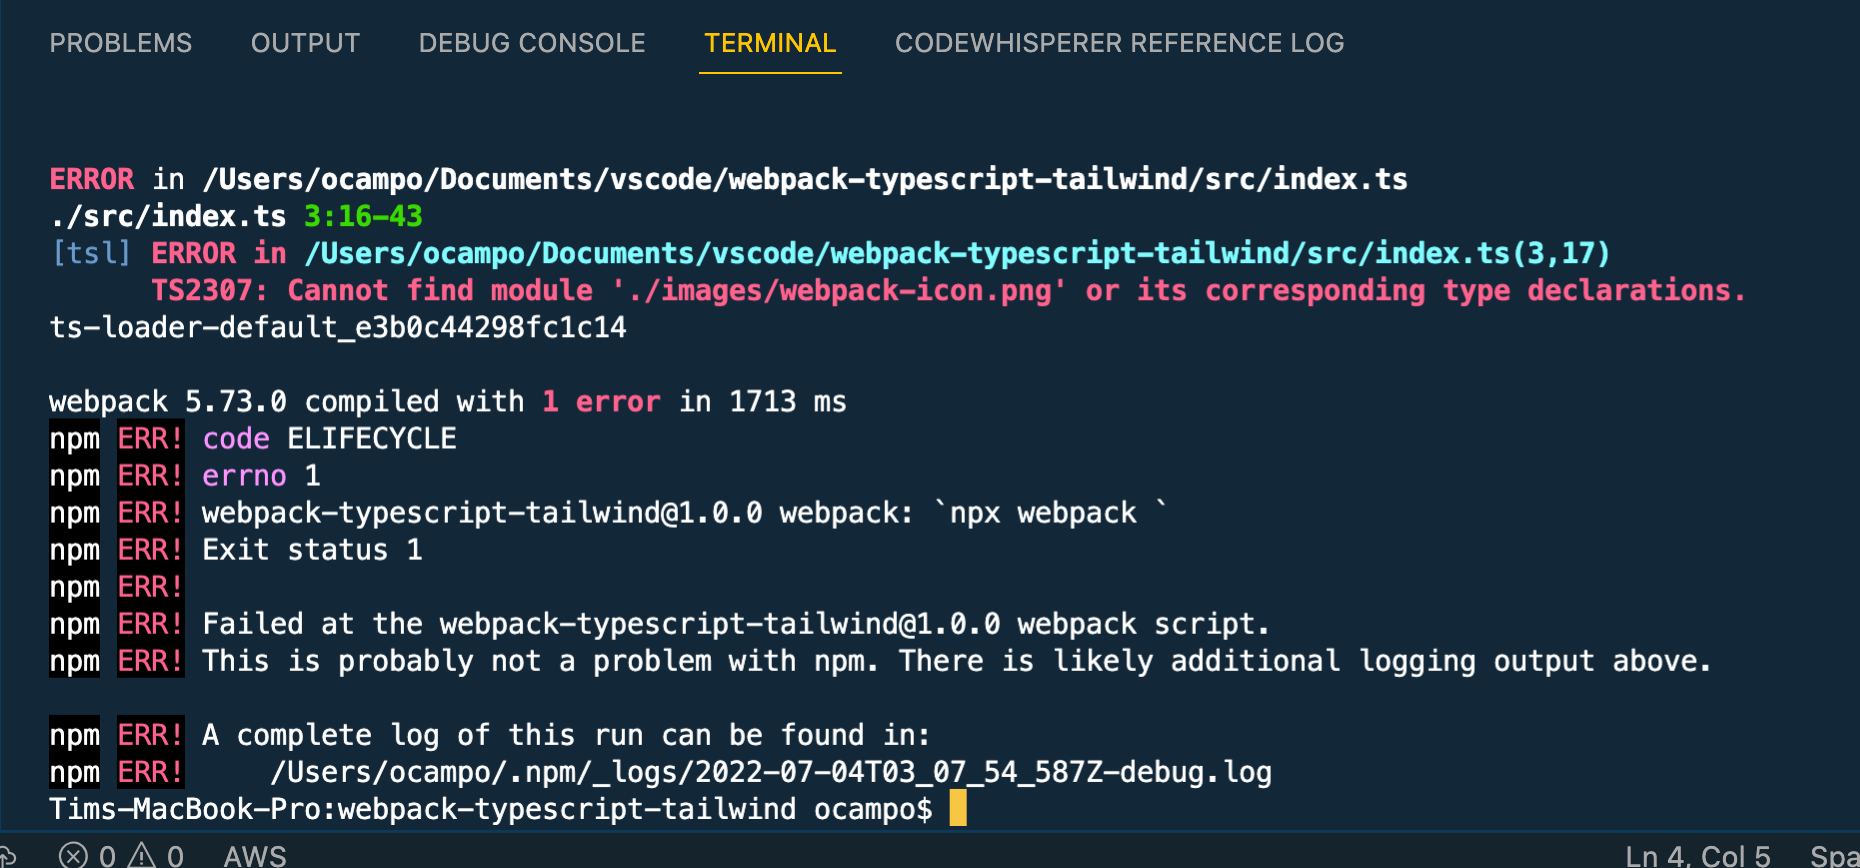 PROBLEMS OUTPUT DEBUG CONSOLE TERMINAL CODEWHISPERER REFERENCE LOG
ERROR in /Users/ocampo/Documents/vscode/webpack-typescript-tailwind/src/index.ts
./src/index.ts 3:16-43
[tsl] ERROR in /Users/ocampo/Documents/vscode/webpack-typescript-tailwind/src/index.ts(3,17)
TS2307: Cannot find module './images/webpack-icon.png' or its corresponding type declarations.
ts-loader-default_e3b0c44298fc1c14
webpack 5.73.0 compiled with 1 error in 1713 ms
npm ERR! code ELIFECYCLE
npm ERR! errno 1
npm ERR! webpack-typescript-tailwind@1.0.0 webpack: `npx webpack `
npm ERR! Exit status 1
npm ERR!
npm ERR! Failed at the webpack-typescript-tailwind@1.0.0 webpack script.
npm ERR! This is probably not a problem with npm. There is likely additional logging output above.
npm ERR! A complete log of this run can be found in:
npm ERR! /Users/ocampo/.npm/_logs/2022-07-04T03_07_54_587Z-debug.log
Tims-MacBook-Pro:webpack-typescript-tailwind ocampo$
0 0 AWS Ln 4, Col 5 Spa